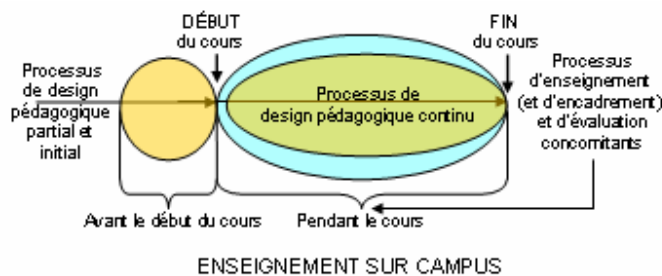 DÉBUT
du cours
FIN
du cours
Processus
de design
pédagogique
partial et
initial
Processus de
design pédagogique continu
Processus
d'enseignement
(et d'encadrement)
et d'évaluation
concomitants
Avant le début du cours
Pendant le cours
ENSEIGNEMENT SUR CAMPUS